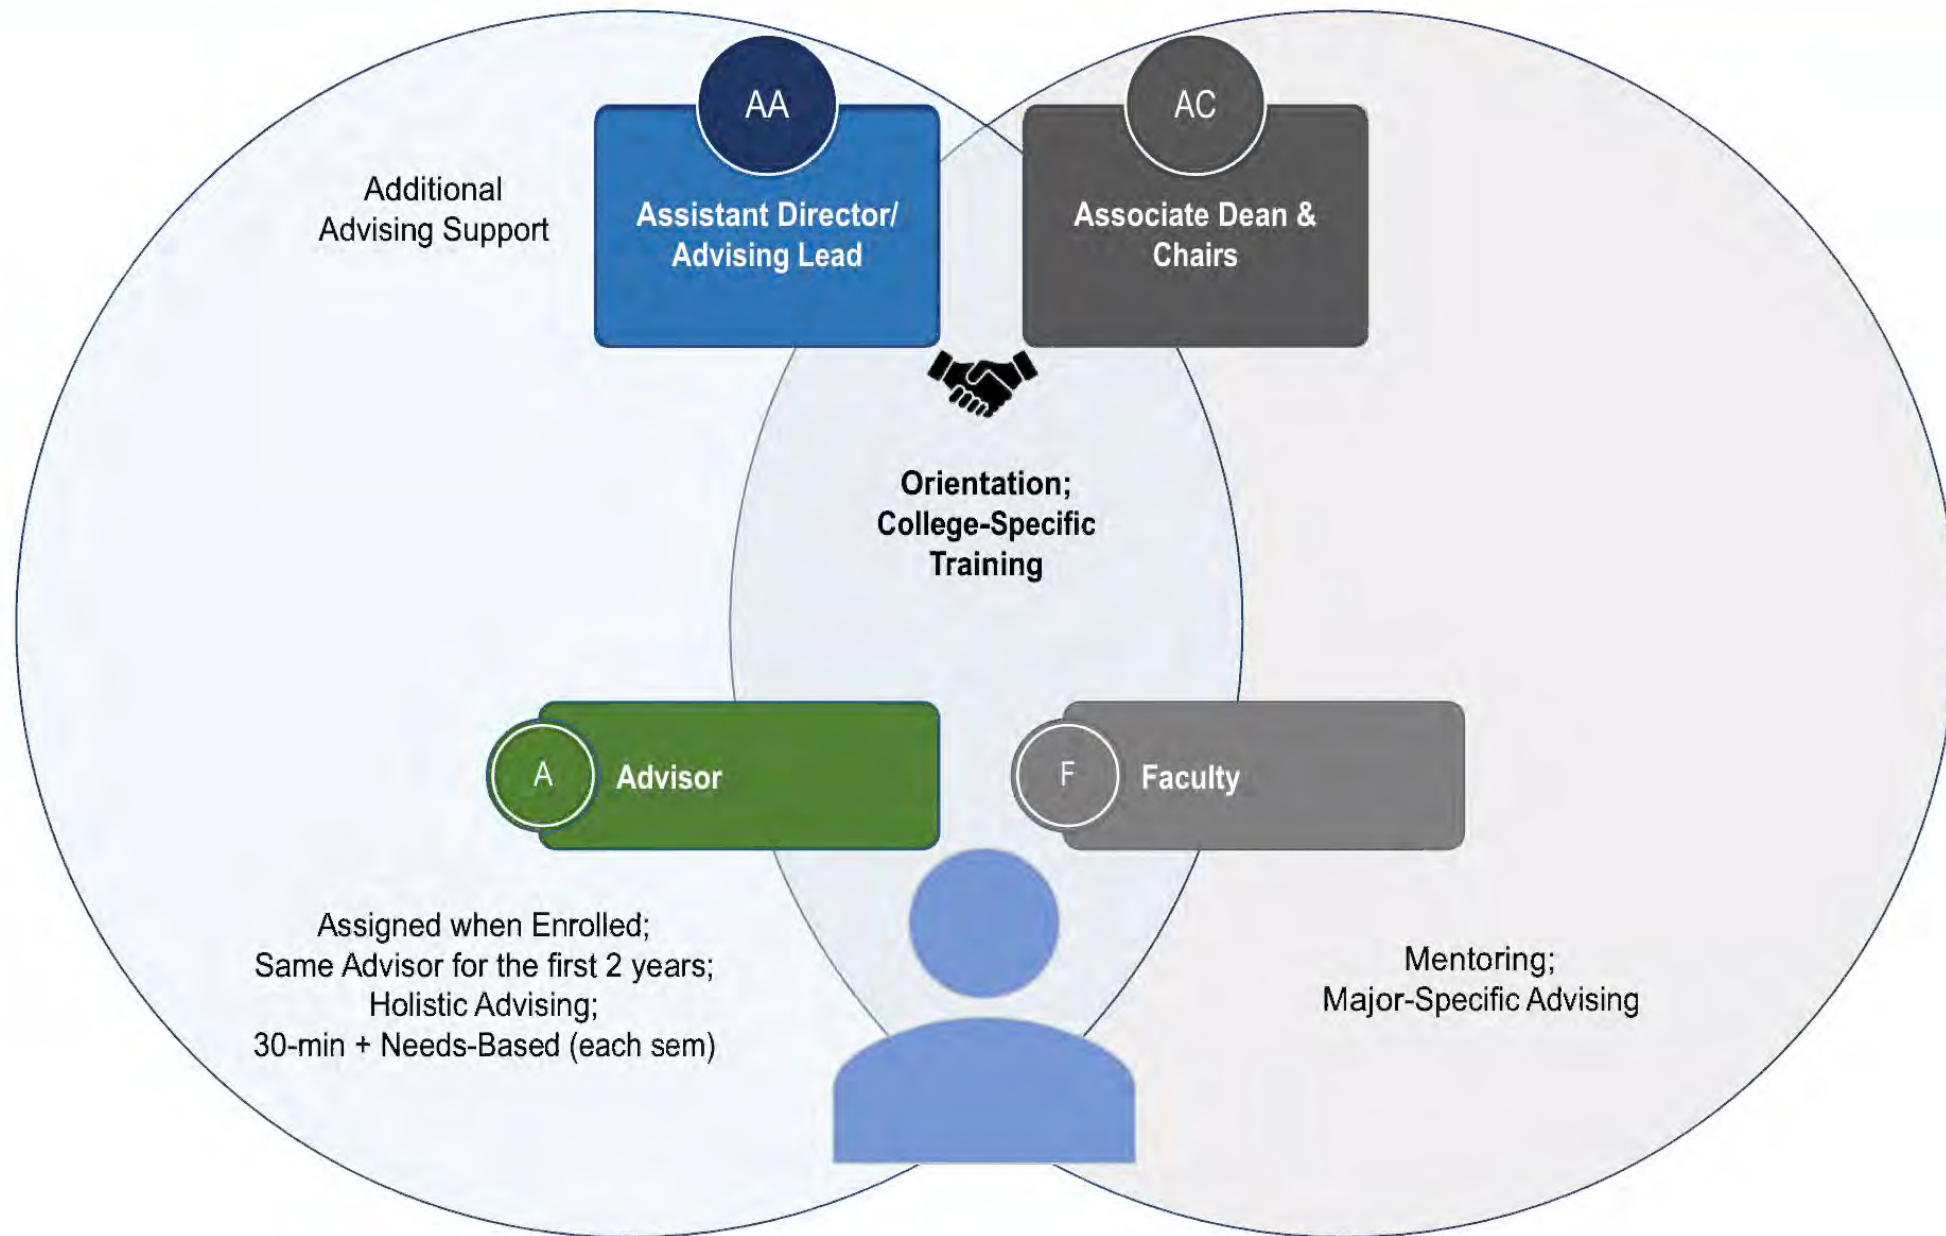 AA
AC
Additional
Advising Support
Assistant Director/
Advising Lead
Associate Dean &
Chairs
Orientation;
College-Specific
Training
A
Advisor
F
Faculty
Assigned when Enrolled;
Same Advisor for the first 2 years;
Holistic Advising;
30-min + Needs-Based (each sem)
Mentoring;
Major-Specific Advising